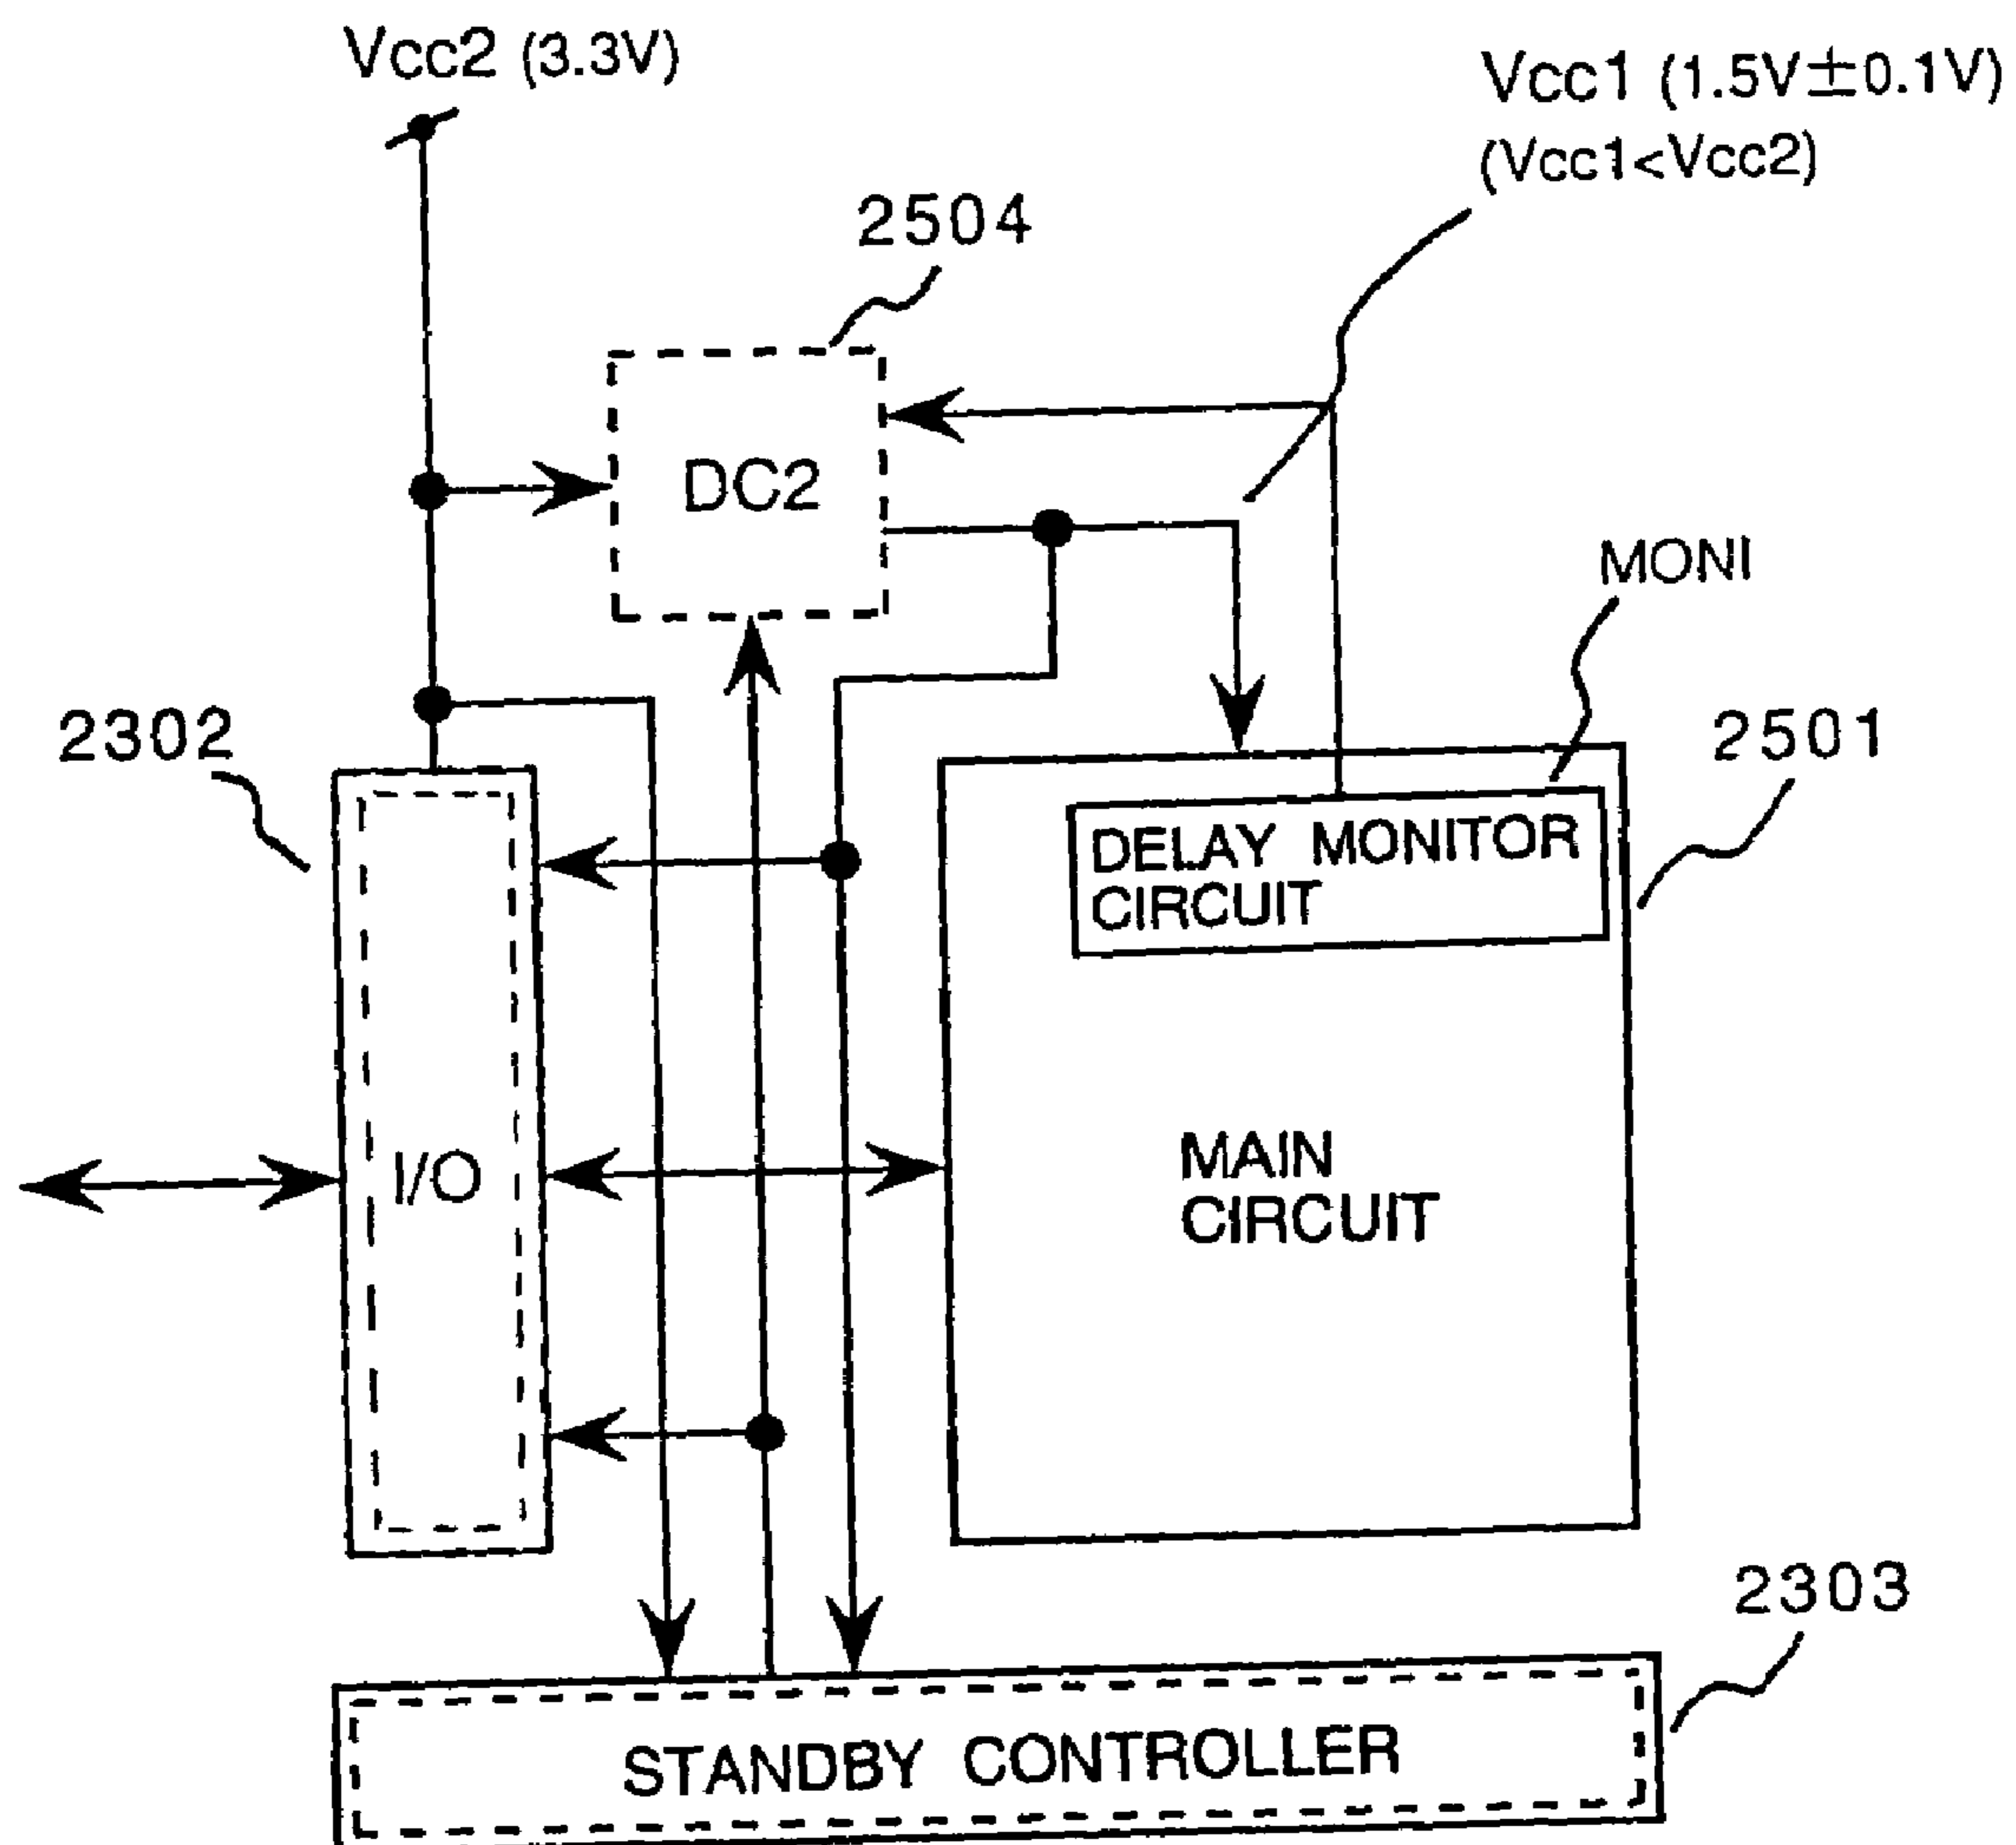 Vcc2 (3.3V)
Vcc1 (1.5V±0.1V)
(Vcc1<Vcc2)
2504
DC2
MONI
2302
2501
DELAY MONITOR
CIRCUIT
I/O
MAIN
CIRCUIT
2303
STANDBY CONTROLLER